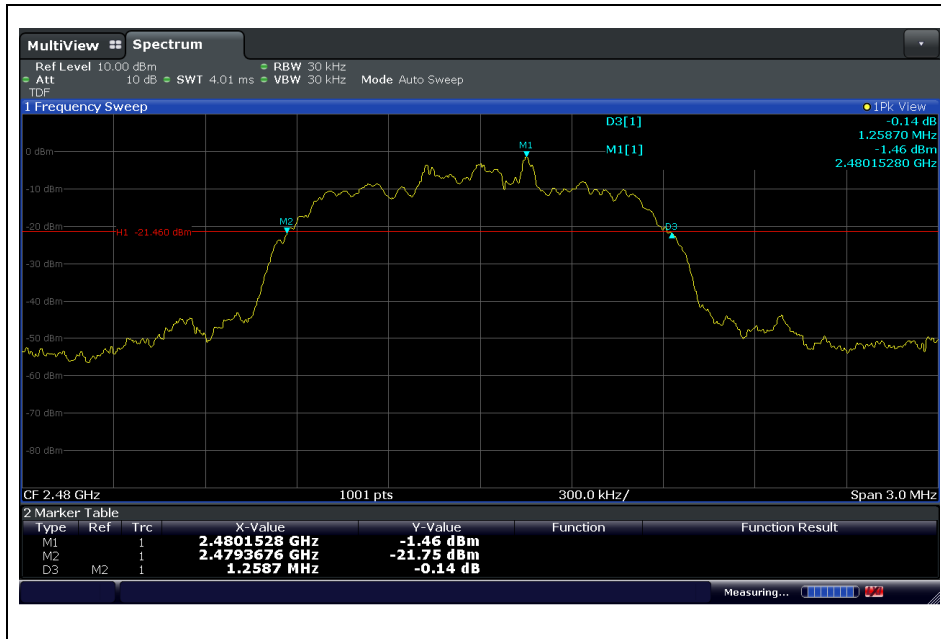 MultiView Spectrum
Ref Level 10.00 dBm RBW 30 kHz
Att 10 dB SWT 4.01 ms VBW 30 kHz Mode Auto Sweep
TDF
1 Frequency Sweep 1Pk View
D3[1] -0.14 dB
1.25870 MHz
M1[1] -1.46 dBm
2.48015280 GHz
M1
0 dBm
-10 dBm
M2
D3
-20 dBm
H1 -21.460 dBm
-30 dBm
-40 dBm
-50 dBm
-60 dBm
-70 dBm
-80 dBm
CF 2.48 GHz 1001 pts 300.0 kHz/ Span 3.0 MHz
2 Marker Table
Type Ref Trc X-Value Y-Value Function Function Result
M1 1 2.4801528 GHz -1.46 dBm
M2 1 2.4793676 GHz -21.75 dBm
D3 M2 1 1.2587 MHz -0.14 dB
Measuring...